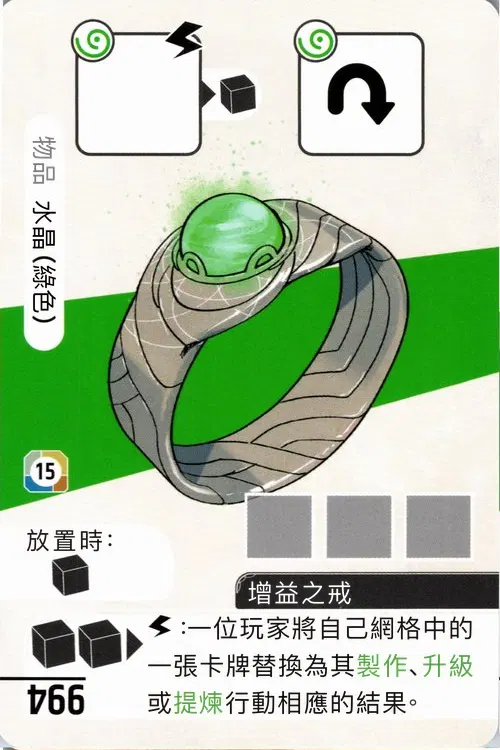 物品 水晶(綠色)
15
放置時:
增益之戒
:一位玩家將自己網格中的
一張卡牌替換為其製作、升級
或提煉行動相應的結果。
994